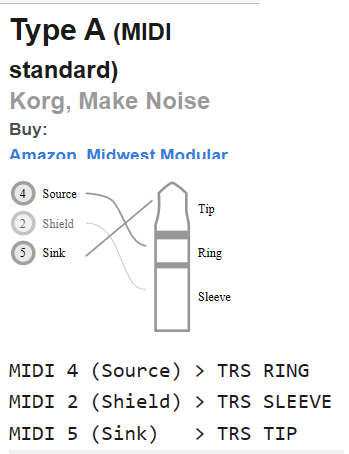 Type A (MIDI
standard)
Korg, Make Noise
Buy:
Amazon, Midwest Modular
4 Source
2 Shield
5 Sink
Tip
Ring
Sleeve
MIDI 4 (Source) > TRS RING
MIDI 2 (Shield) > TRS SLEEVE
MIDI 5 (Sink)   > TRS TIP